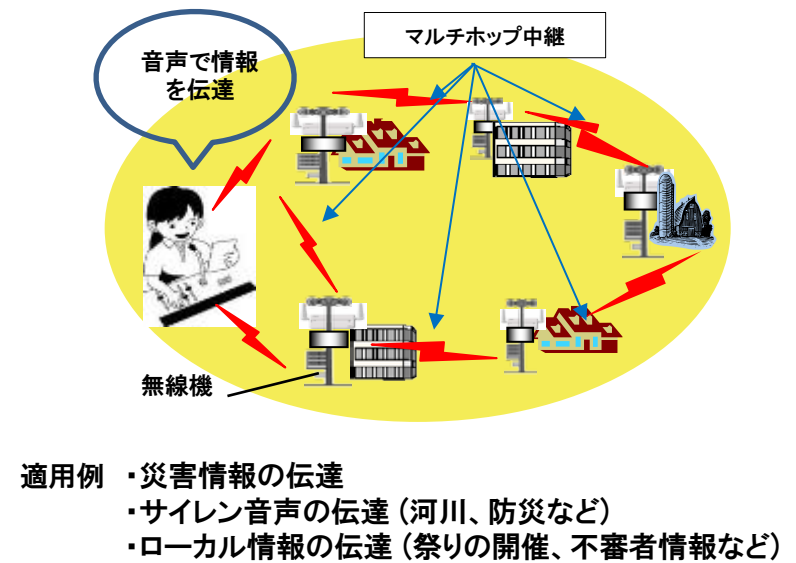 マルチホップ中継
音声で情報
を伝達
無線機
適用例 ・災害情報の伝達
・サイレン音声の伝達（河川、防災など）
・ローカル情報の伝達（祭りの開催、不審者情報など）